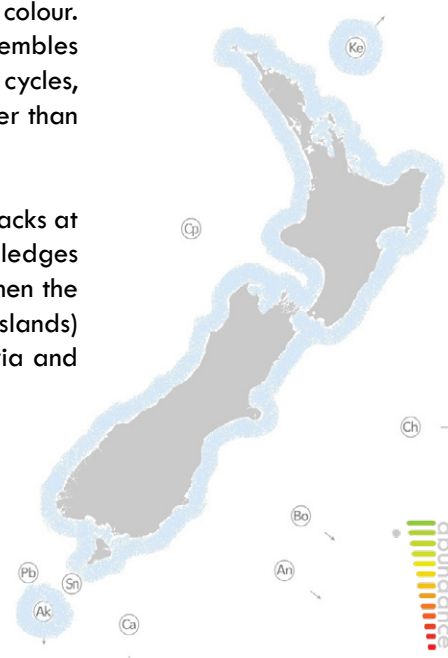 colour.
embles
cycles,
er than
acks at
ledges
hen the
slands)
ria and
Ke
Cp
Ch
Bo
An
Pb
Sn
Ak
Ca
abundance